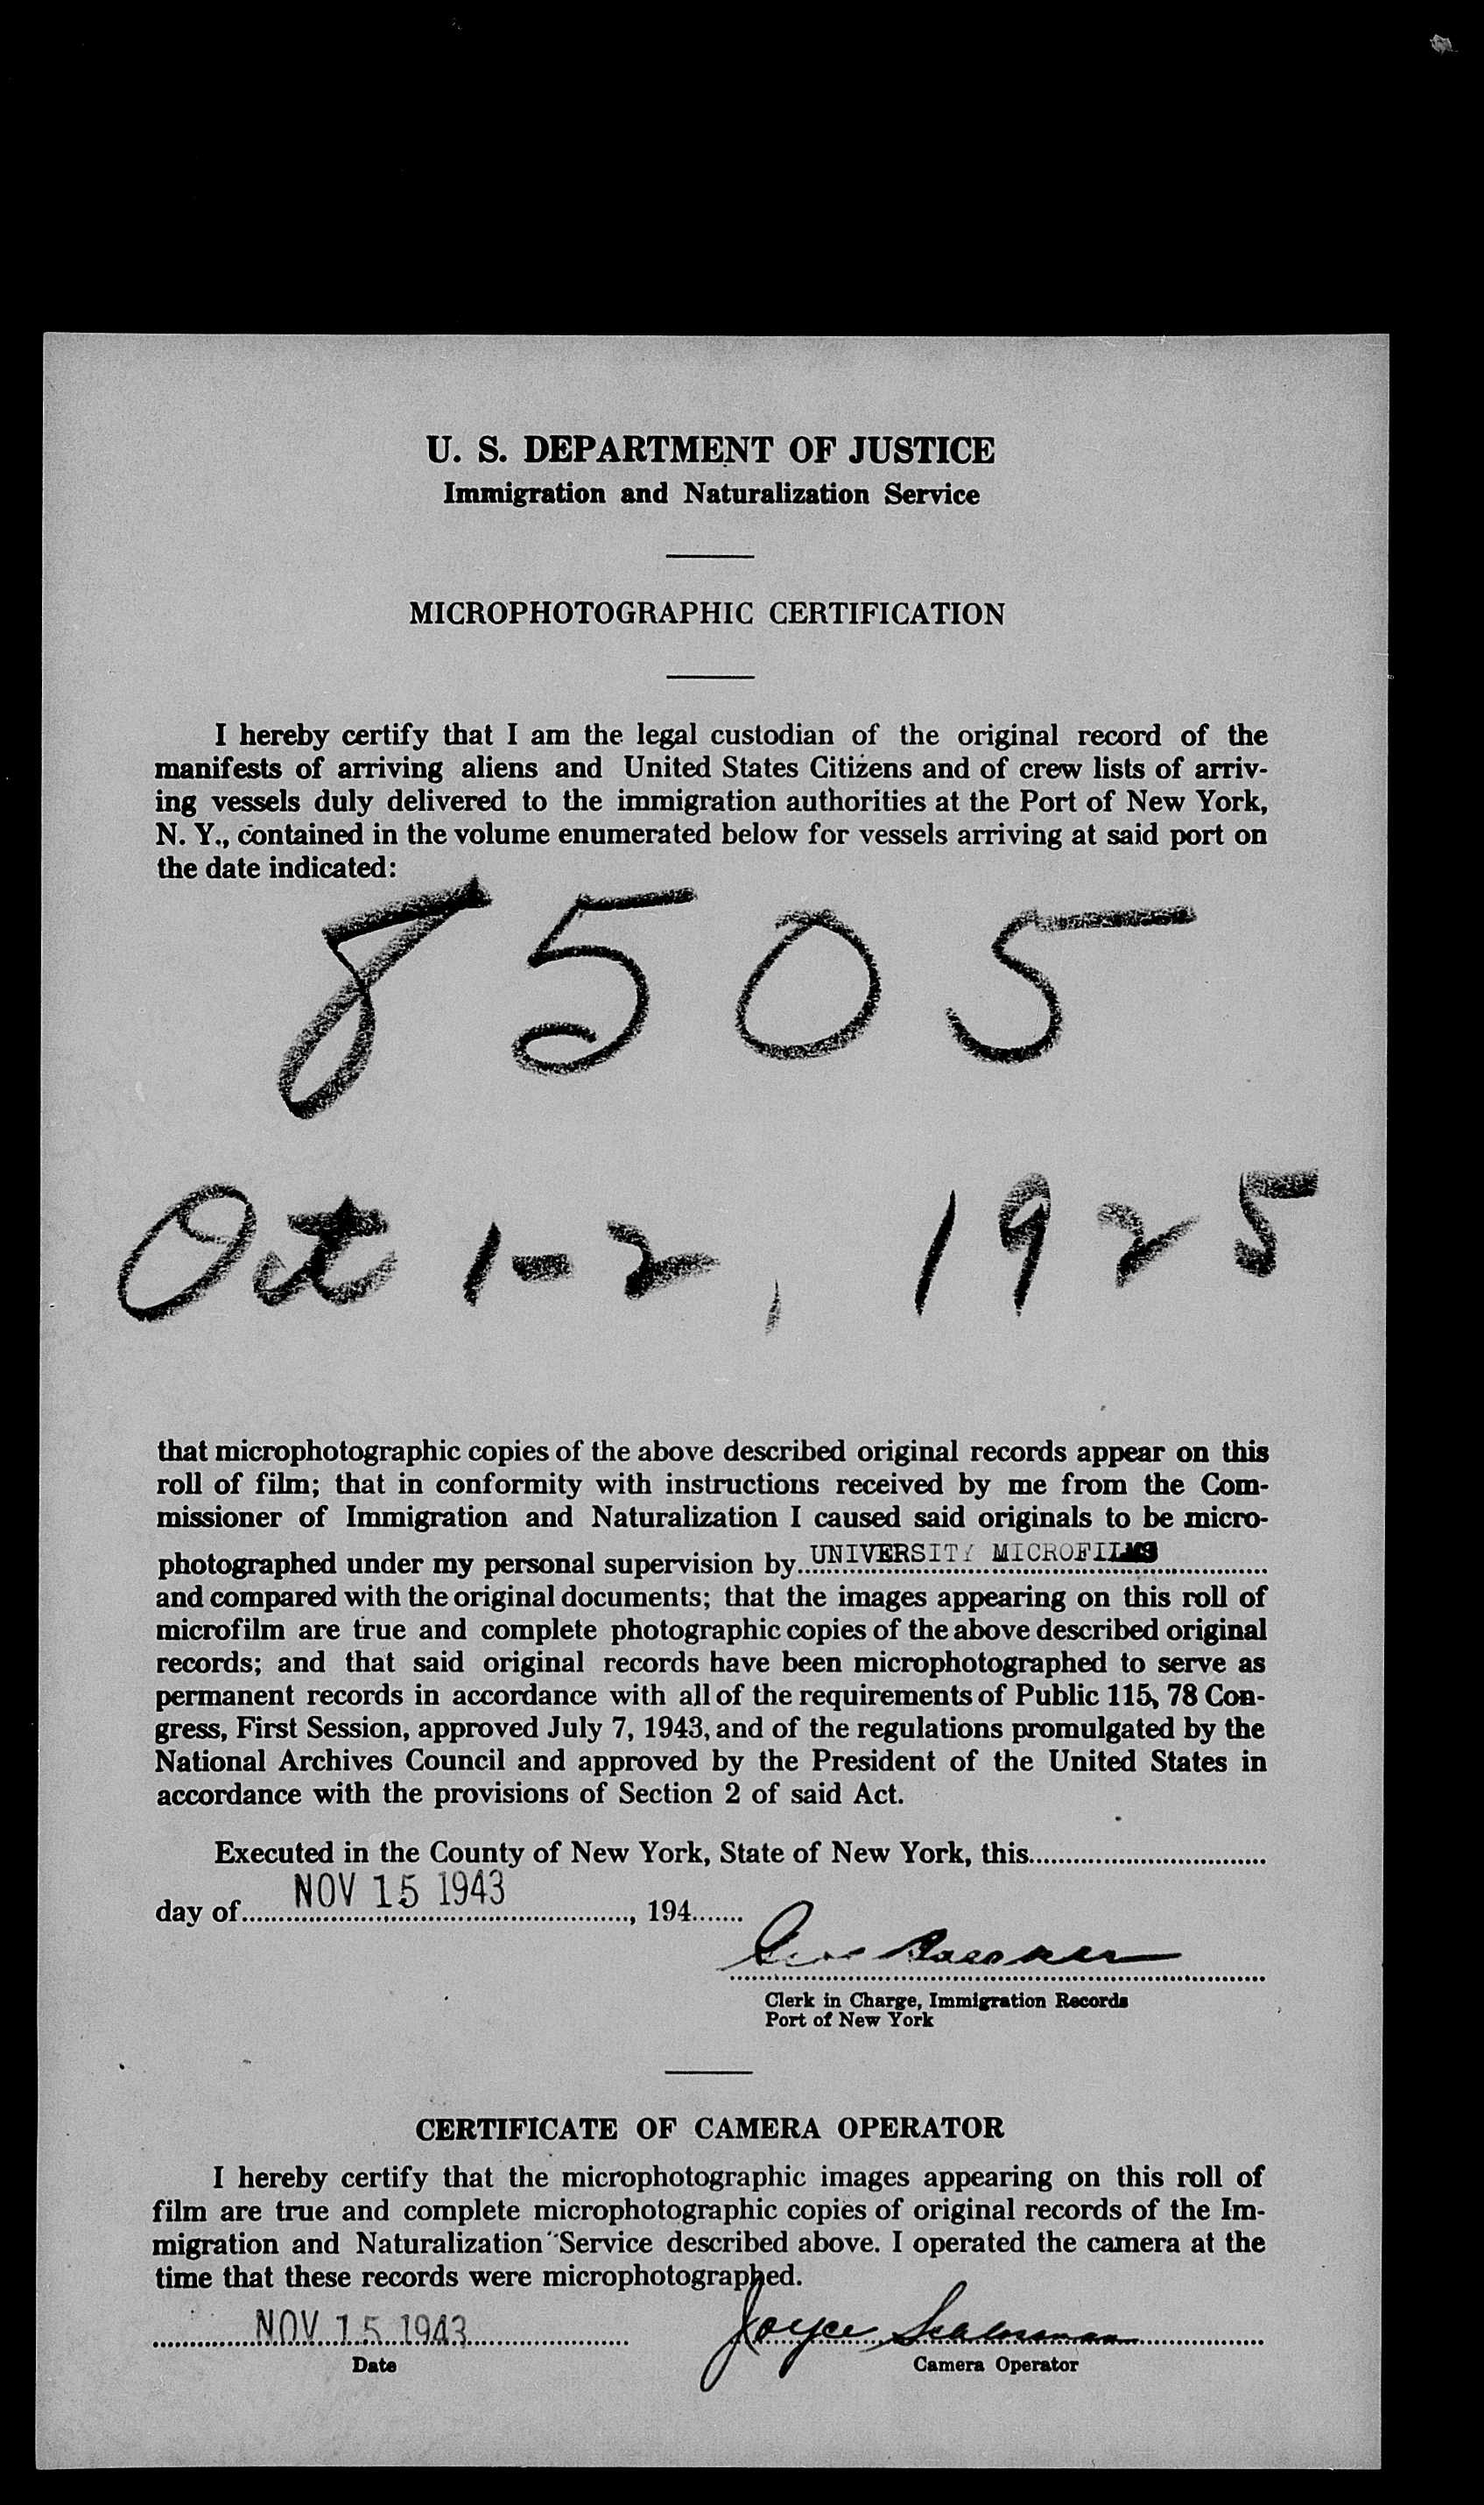 U. S. DEPARTMENT OF JUSTICE
Immigration and Naturalization Service
MICROPHOTOGRAPHIC CERTIFICATION
I hereby certify that I am the legal custodian of the original record of the
manifests of arriving aliens and United States Citizens and of crew lists of arriv-
ing vessels duly delivered to the immigration authorities at the Port of New York,
N. Y., contained in the volume enumerated below for vessels arriving at said port on
the date indicated:
8505
Oct 1-2, 1925
that microphotographic copies of the above described original records appear on this
roll of film; that in conformity with instructions received by me from the Com-
missioner of Immigration and Naturalization I caused said originals to be micro-
photographed under my personal supervision by UNIVERSITY MICROFILMS
and compared with the original documents; that the images appearing on this roll of
microfilm are true and complete photographic copies of the above described original
records; and that said original records have been microphotographed to serve as
permanent records in accordance with all of the requirements of Public 115, 78 Con-
gress, First Session, approved July 7, 1943, and of the regulations promulgated by the
National Archives Council and approved by the President of the United States in
accordance with the provisions of Section 2 of said Act.
Executed in the County of New York, State of New York, this
day of NOV 15 1943, 194
Clerk in Charge, Immigration Records
Port of New York
CERTIFICATE OF CAMERA OPERATOR
I hereby certify that the microphotographic images appearing on this roll of
film are true and complete microphotographic copies of original records of the Im-
migration and Naturalization Service described above. I operated the camera at the
time that these records were microphotographed.
NOV 15 1943 Joyce
Date Camera Operator